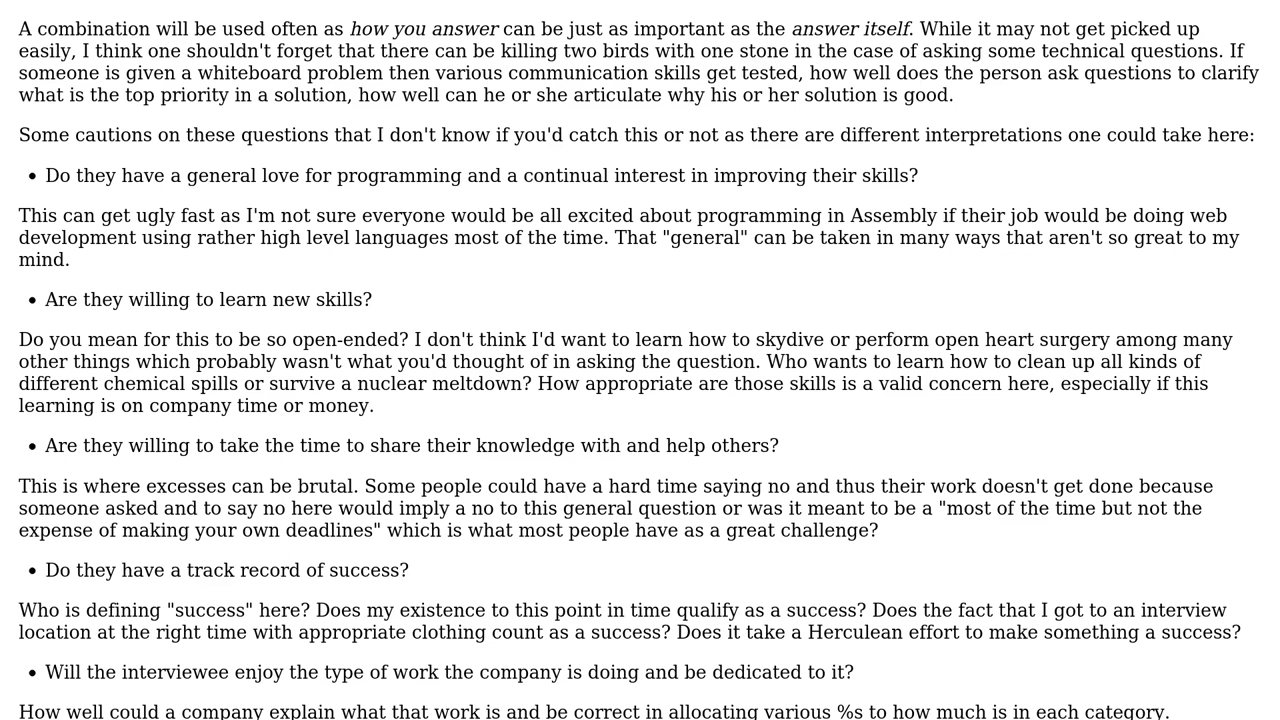 A combination will be used often as how you answer can be just as important as the answer itself. While it may not get picked up
easily, I think one shouldn't forget that there can be killing two birds with one stone in the case of asking some technical questions. If
someone is given a whiteboard problem then various communication skills get tested, how well does the person ask questions to clarify
what is the top priority in a solution, how well can he or she articulate why his or her solution is good.
Some cautions on these questions that I don't know if you'd catch this or not as there are different interpretations one could take here:
• Do they have a general love for programming and a continual interest in improving their skills?
This can get ugly fast as I'm not sure everyone would be all excited about programming in Assembly if their job would be doing web
development using rather high level languages most of the time. That "general" can be taken in many ways that aren't so great to my
mind.
• Are they willing to learn new skills?
Do you mean for this to be so open-ended? I don't think I'd want to learn how to skydive or perform open heart surgery among many
other things which probably wasn't what you'd thought of in asking the question. Who wants to learn how to clean up all kinds of
different chemical spills or survive a nuclear meltdown? How appropriate are those skills is a valid concern here, especially if this
learning is on company time or money.
• Are they willing to take the time to share their knowledge with and help others?
This is where excesses can be brutal. Some people could have a hard time saying no and thus their work doesn't get done because
someone asked and to say no here would imply a no to this general question or was it meant to be a "most of the time but not the
expense of making your own deadlines" which is what most people have as a great challenge?
• Do they have a track record of success?
Who is defining "success" here? Does my existence to this point in time qualify as a success? Does the fact that I got to an interview
location at the right time with appropriate clothing count as a success? Does it take a Herculean effort to make something a success?
• Will the interviewee enjoy the type of work the company is doing and be dedicated to it?
How well could a company explain what that work is and be correct in allocating various %s to how much is in each category.